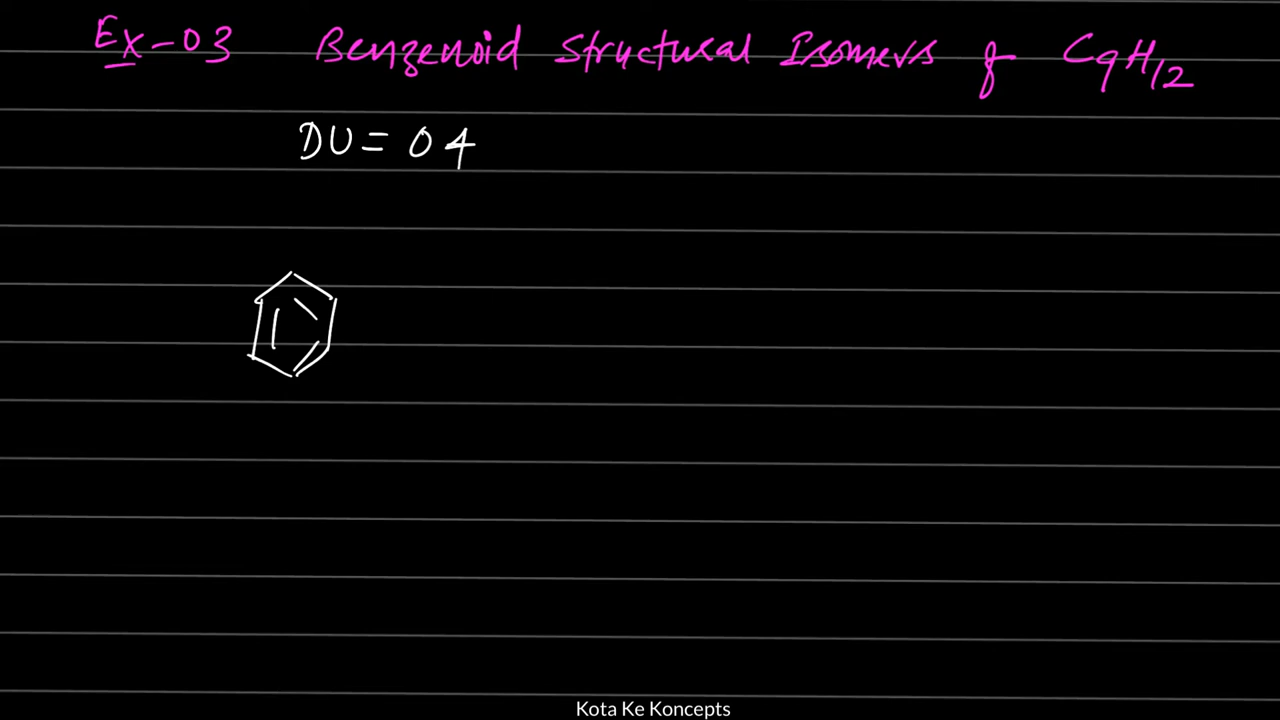 Ex-03 Benzenoid Structural Isomers of C9H12
DU = 04
Kota Ke Koncepts